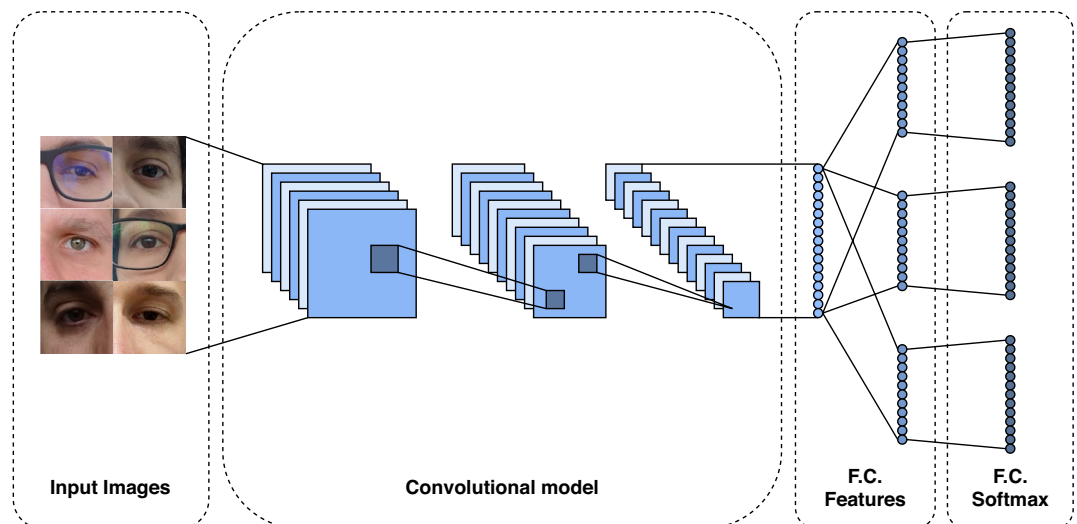 Input Images
Convolutional model
F.C.
Features
F.C.
Softmax